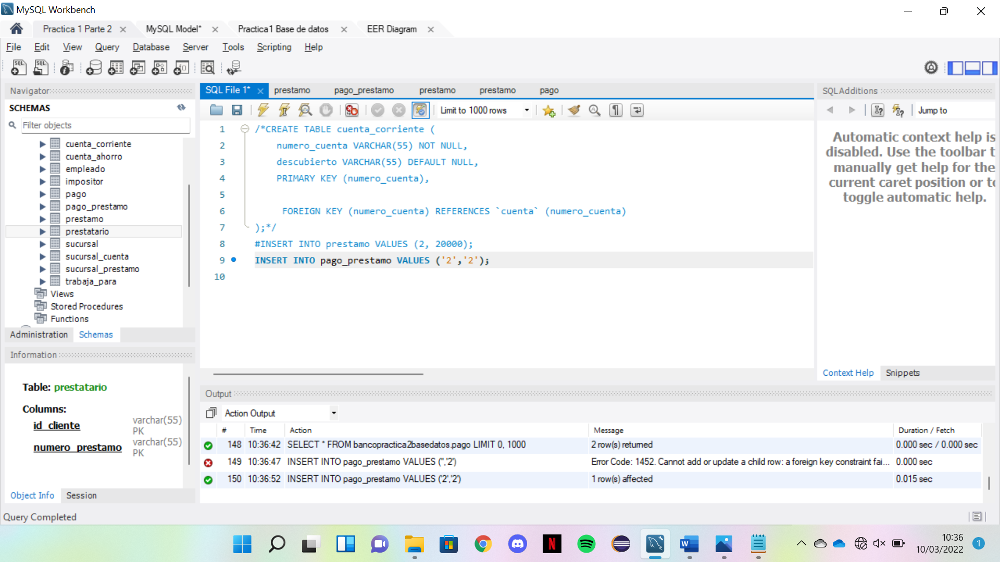 MySQL Workbench
Practica 1 Parte 2
MySQL Model*
Practica1 Base de datos
EER Diagram
File Edit View Query Database Server Tools Scripting Help
Navigator
SCHEMAS
Filter objects
cuenta_corriente
cuenta_ahorro
empleado
impositor
pago
pago_prestamo
prestamo
prestatario
sucursal
sucursal_cuenta
sucursal_prestamo
trabaja_para
Views
Stored Procedures
Functions
Administration Schemas
Information
Table: prestatario
Columns:
id_cliente varchar(55) PK
numero_prestamo varchar(55) PK
Object Info Session
Query Completed
SQL File 1* prestamo pago_prestamo prestamo prestamo pago
Limit to 1000 rows
1 /*CREATE TABLE cuenta_corriente (
2 numero_cuenta VARCHAR(55) NOT NULL,
3 descubierto VARCHAR(55) DEFAULT NULL,
4 PRIMARY KEY (numero_cuenta),
5
6 FOREIGN KEY (numero_cuenta) REFERENCES `cuenta` (numero_cuenta)
7 );*/
8 #INSERT INTO prestamo VALUES (2, 20000);
9 INSERT INTO pago_prestamo VALUES ('2','2');
10
SQLAdditions
Jump to
Automatic context help is
disabled. Use the toolbar t
manually get help for the
current caret position or to
toggle automatic help.
Context Help Snippets
Output
Action Output
# Time Action Message Duration / Fetch
148 10:36:42 SELECT * FROM bancopractica2basedatos.pago LIMIT 0, 1000 2 row(s) returned 0.000 sec / 0.000 sec
149 10:36:47 INSERT INTO pago_prestamo VALUES ('','2') Error Code: 1452. Cannot add or update a child row: a foreign key constraint fai... 0.000 sec
150 10:36:52 INSERT INTO pago_prestamo VALUES ('2','2') 1 row(s) affected 0.015 sec
10:36
10/03/2022
1